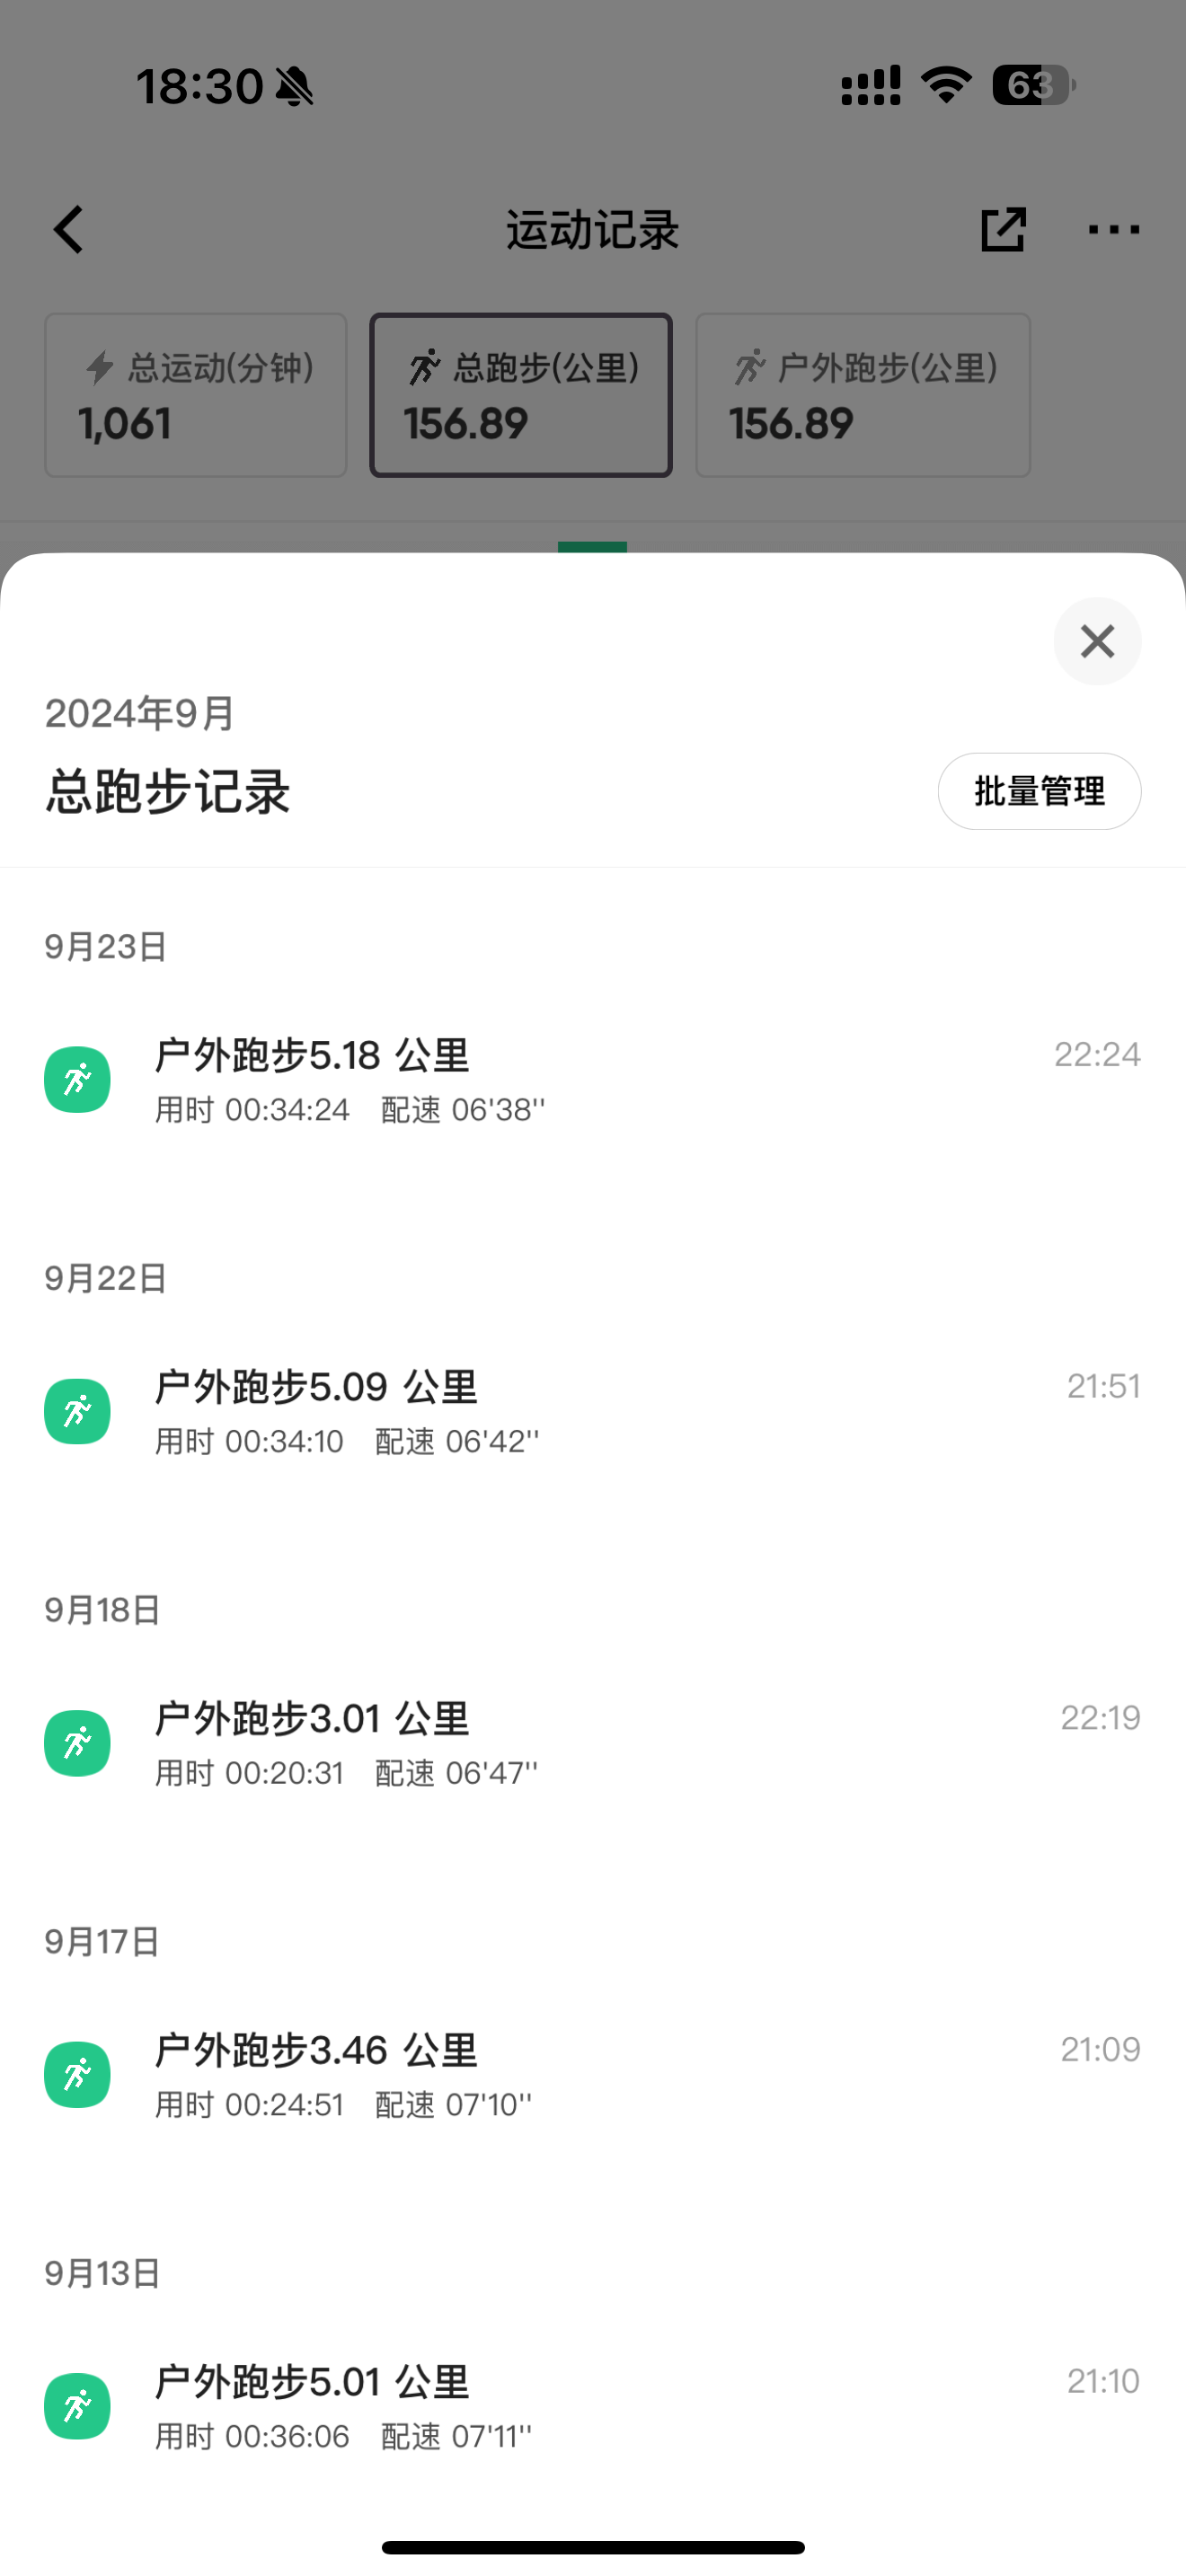 18:30
63
运动记录
总运动(分钟) 总跑步(公里) 户外跑步(公里)
1,061 156.89 156.89
2024年9月
总跑步记录
批量管理
9月23日
户外跑步5.18 公里 22:24
用时 00:34:24 配速 06'38''
9月22日
户外跑步5.09 公里 21:51
用时 00:34:10 配速 06'42''
9月18日
户外跑步3.01 公里 22:19
用时 00:20:31 配速 06'47''
9月17日
户外跑步3.46 公里 21:09
用时 00:24:51 配速 07'10''
9月13日
户外跑步5.01 公里 21:10
用时 00:36:06 配速 07'11''